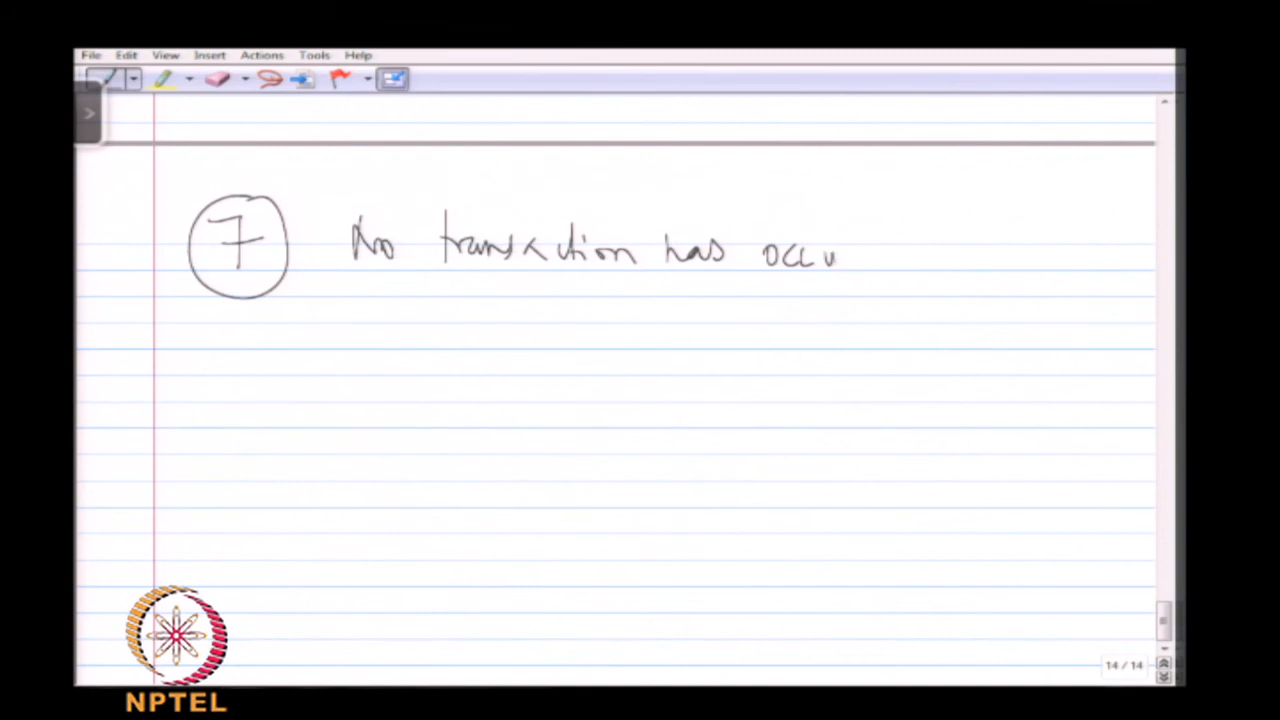 File Edit View Insert Actions Tools Help
7 No transaction has occu
14 / 14
NPTEL